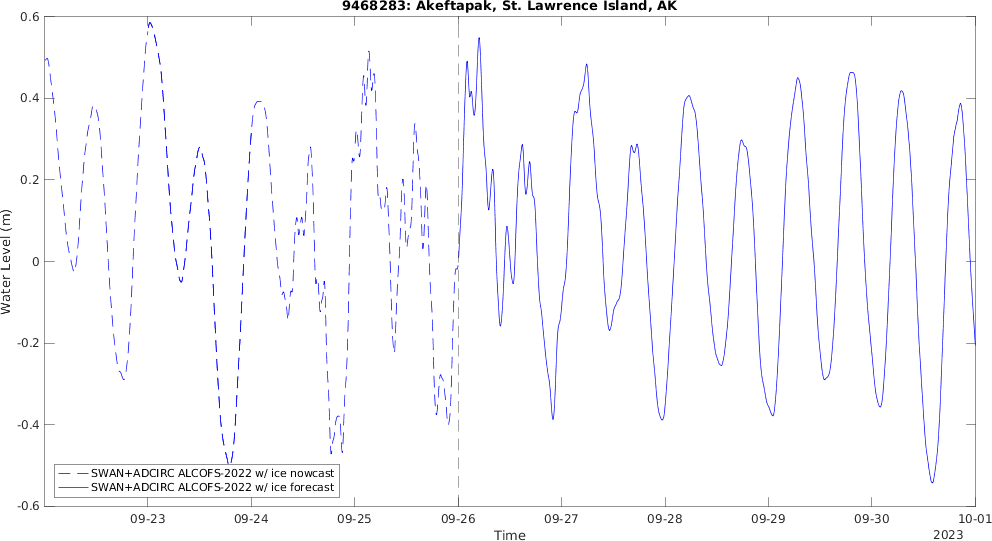 9468283: Akeftapak, St. Lawrence Island, AK
0.6
0.4
0.2
0
-0.2
-0.4
-0.6
Water Level (m)
SWAN+ADCIRC ALCOFS-2022 w/ ice nowcast
SWAN+ADCIRC ALCOFS-2022 w/ ice forecast
09-23 09-24 09-25 09-26 09-27 09-28 09-29 09-30 10-01
Time
2023